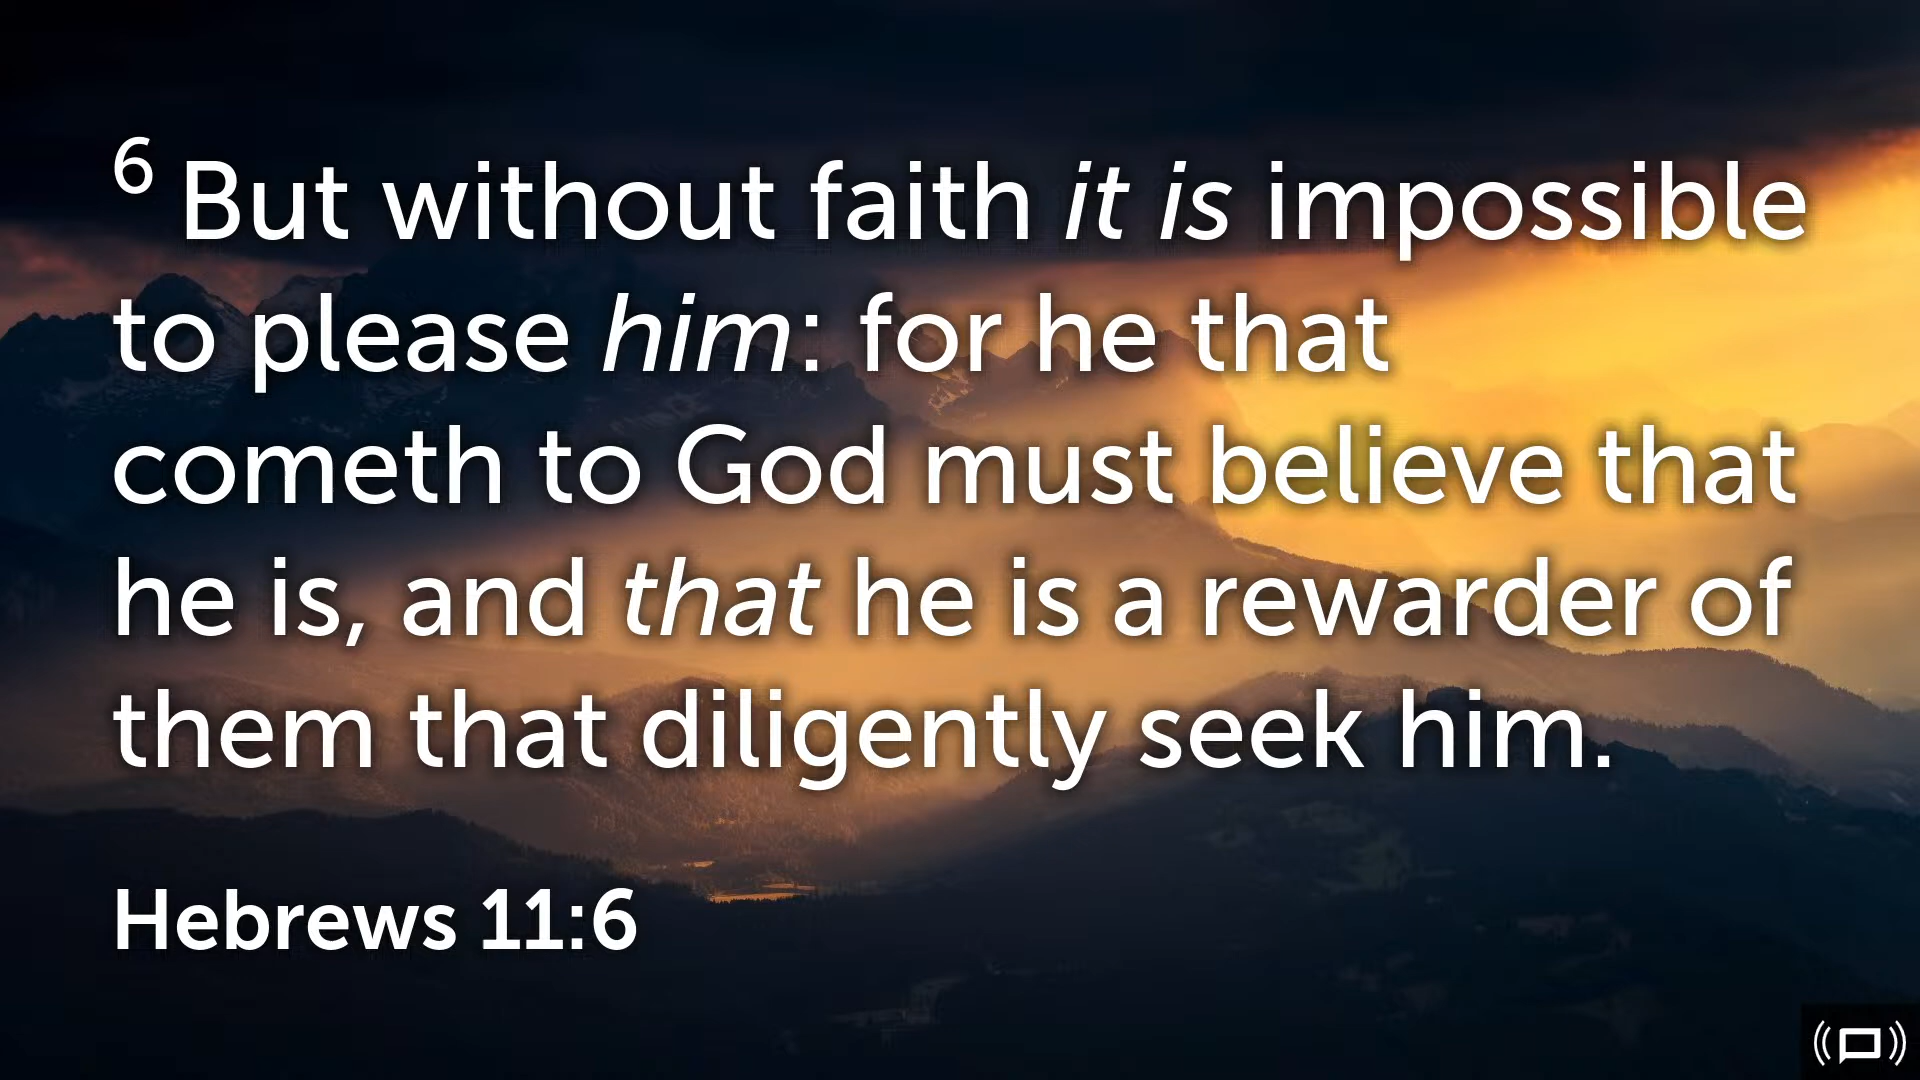 6 But without faith it is impossible
to please him: for he that
cometh to God must believe that
he is, and that he is a rewarder of
them that diligently seek him.
Hebrews 11:6